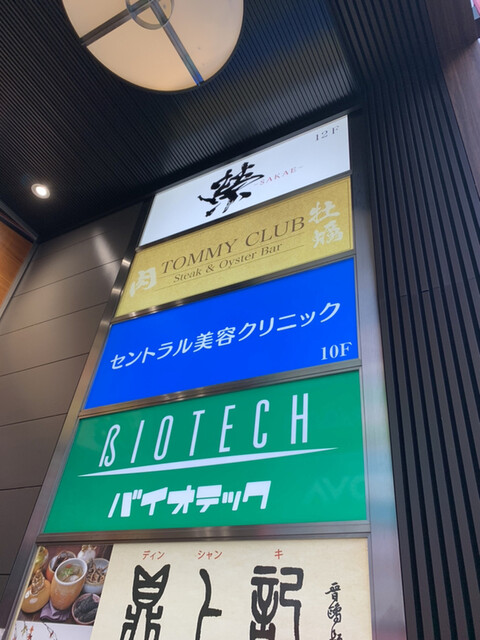 12F
榮
~SAKAE~
肉 TOMMY CLUB 牡蠣
Steak & Oyster Bar
セントラル美容クリニック
10F
BIOTECH
バイオテック
ディン シャン キ
鼎上記